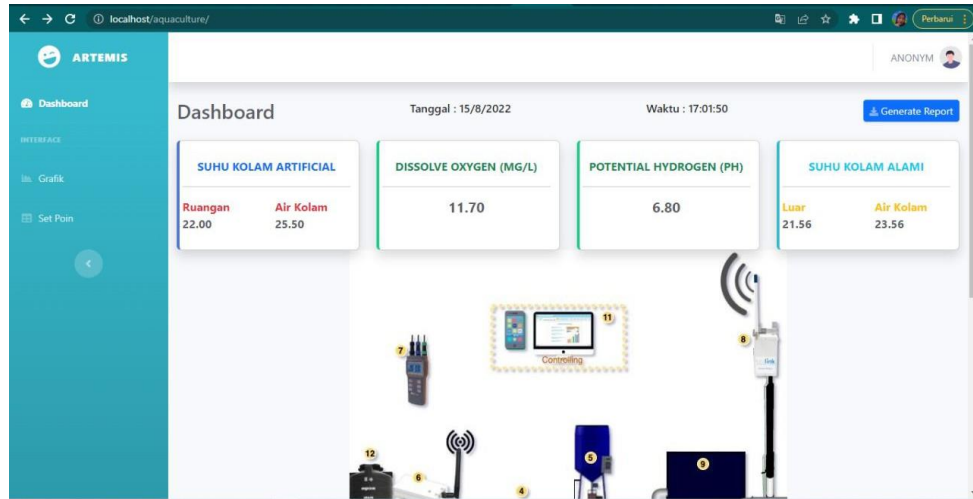 localhost/aquaculture/
Perbarui
ARTEMIS
ANONYM
Dashboard
INTERFACE
Grafik
Set Poin
Dashboard
Tanggal : 15/8/2022
Waktu : 17:01:50
Generate Report
SUHU KOLAM ARTIFICIAL
Ruangan Air Kolam
22.00 25.50
DISSOLVE OXYGEN (MG/L)
11.70
POTENTIAL HYDROGEN (PH)
6.80
SUHU KOLAM ALAMI
Luar Air Kolam
21.56 23.56
11
Controlling
7
8
link
12
6
4
5
9